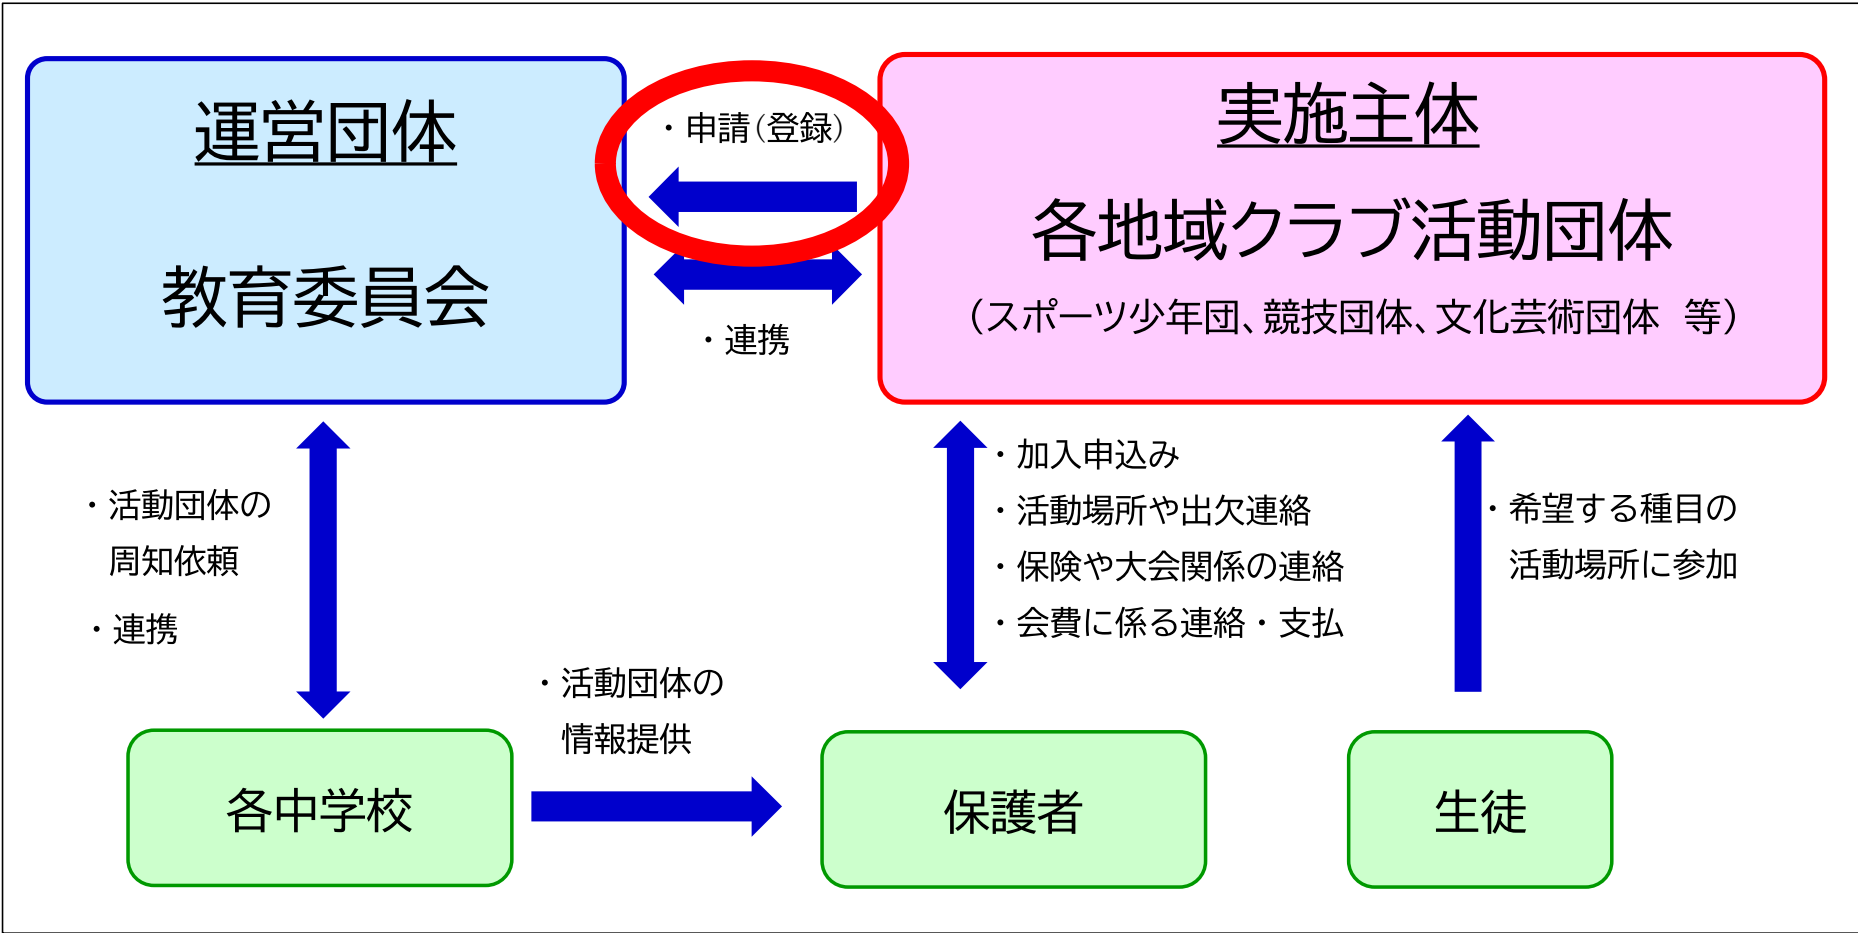 運営団体
教育委員会
・申請（登録）
・連携
実施主体
各地域クラブ活動団体
（スポーツ少年団、競技団体、文化芸術団体　等）
・活動団体の
周知依頼
・連携
・加入申込み
・活動場所や出欠連絡
・保険や大会関係の連絡
・会費に係る連絡・支払
・希望する種目の
活動場所に参加
・活動団体の
情報提供
各中学校
保護者
生徒